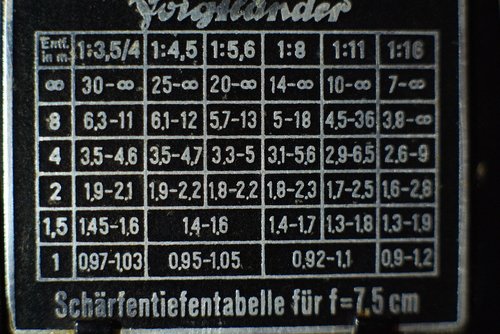 Voigtländer
Entf. in m 1:3,5/4 1:4,5 1:5,6 1:8 1:11 1:16
∞ 30-∞ 25-∞ 20-∞ 14-∞ 10-∞ 7-∞
8 6,3-11 6,1-12 5,7-13 5-18 4,5-36 3,8-∞
4 3,5-4,6 3,5-4,7 3,3-5 3,1-5,6 2,9-6,5 2,6-9
2 1,9-2,1 1,9-2,2 1,8-2,2 1,8-2,3 1,7-2,5 1,6-2,8
1,5 1,45-1,6 1,4-1,6 1,4-1,7 1,3-1,8 1,3-1,9
1 0,97-1,03 0,95-1,05 0,92-1,1 0,9-1,2
Schärfentiefentabelle für f=7,5 cm